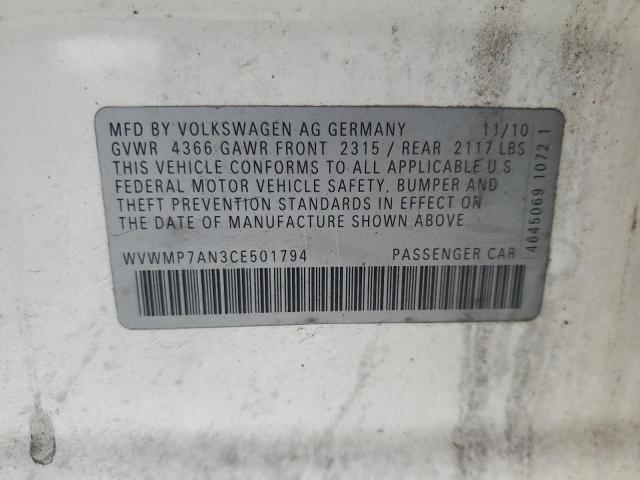 MFD BY VOLKSWAGEN AG GERMANY 11/10
GVWR 4366 GAWR FRONT 2315 / REAR 2117 LBS
THIS VEHICLE CONFORMS TO ALL APPLICABLE U S
FEDERAL MOTOR VEHICLE SAFETY, BUMPER AND
THEFT PREVENTION STANDARDS IN EFFECT ON
THE DATE OF MANUFACTURE SHOWN ABOVE.
WVWMP7AN3CE501794 PASSENGER CAR
4645069 1072 1